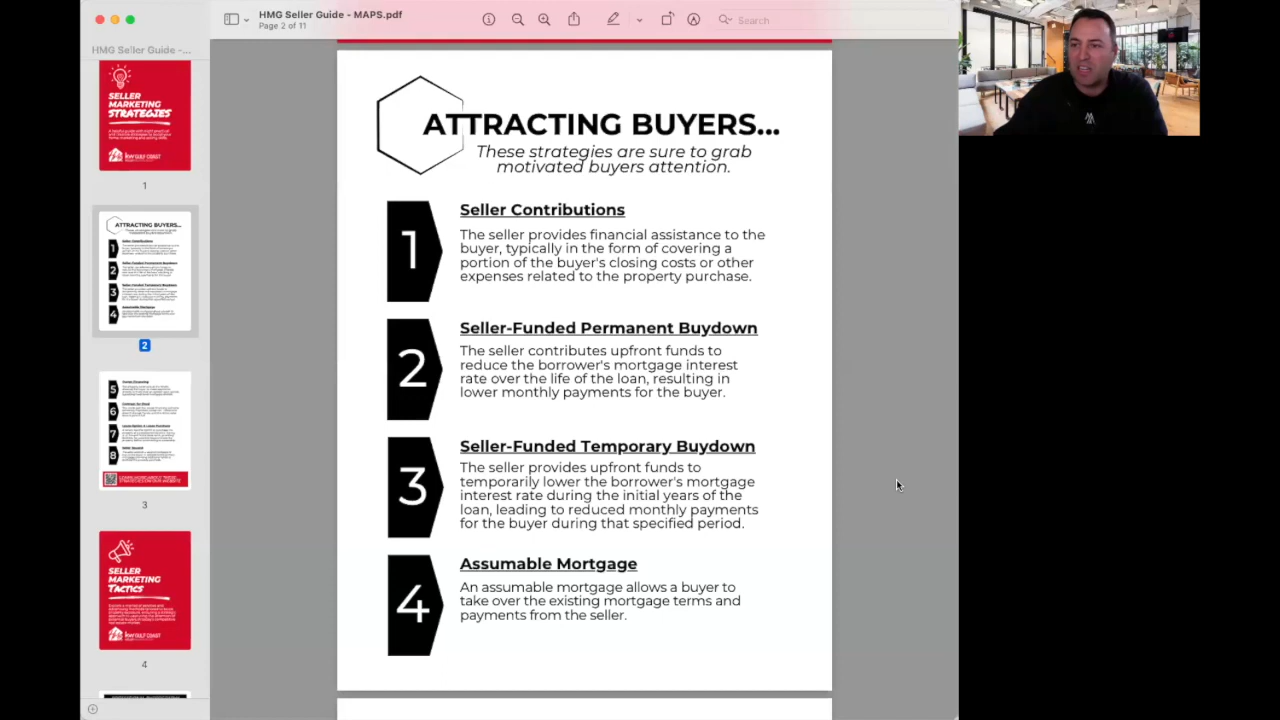 HMG Seller Guide - MAPS.pdf
Page 2 of 11
Search
HMG Seller Guide -...
SELLER
MARKETING
STRATEGIES
1
ATTRACTING BUYERS...
2
3
SELLER
MARKETING
TACTICS
4
ATTRACTING BUYERS...
These strategies are sure to grab
motivated buyers attention.
1
Seller Contributions
The seller provides financial assistance to the
buyer, typically in the form of covering a
portion of the buyer's closing costs or other
expenses related to the property purchase.
2
Seller-Funded Permanent Buydown
The seller contributes upfront funds to
reduce the borrower's mortgage interest
rate over the life of the loan, resulting in
lower monthly payments for the buyer.
3
Seller-Funded Temporary Buydown
The seller provides upfront funds to
temporarily lower the borrower's mortgage
interest rate during the initial years of the
loan, leading to reduced monthly payments
for the buyer during that specified period.
4
Assumable Mortgage
An assumable mortgage allows a buyer to
take over the existing mortgage terms and
payments from the seller.